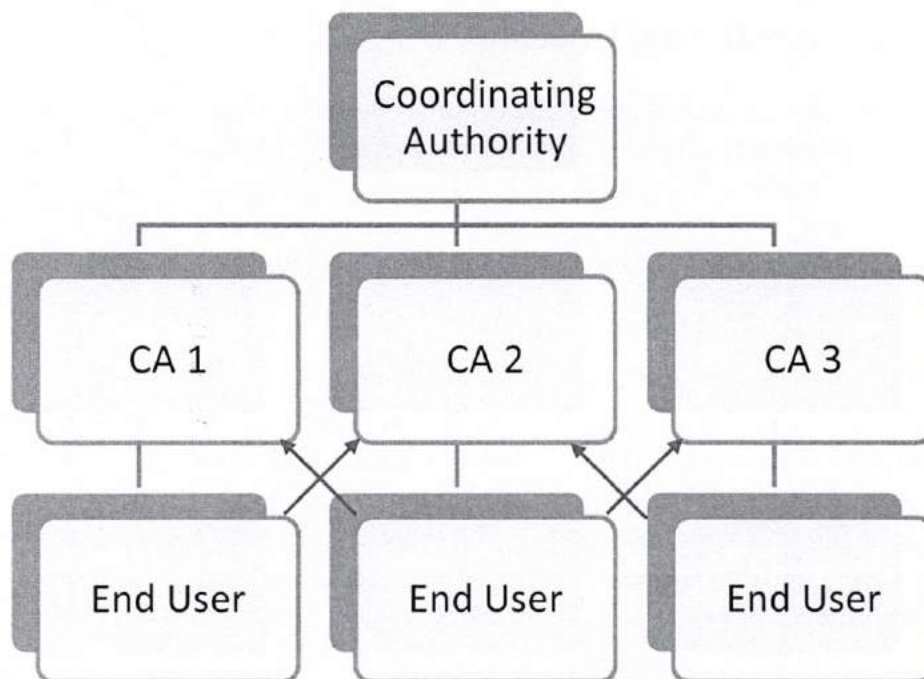 Coordinating
Authority
CA 1
CA 2
CA 3
End User
End User
End User